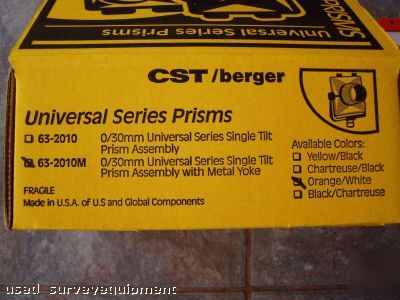 Universal Series Prisms
PRISMS
CST/berger
Universal Series Prisms
63-2010 0/30mm Universal Series Single Tilt
Prism Assembly
63-2010M 0/30mm Universal Series Single Tilt
Prism Assembly with Metal Yoke
FRAGILE
Made in U.S.A. of U.S and Global Components
Available Colors:
Yellow/Black
Chartreuse/Black
Orange/White
Black/Chartreuse
used_surveyequipment